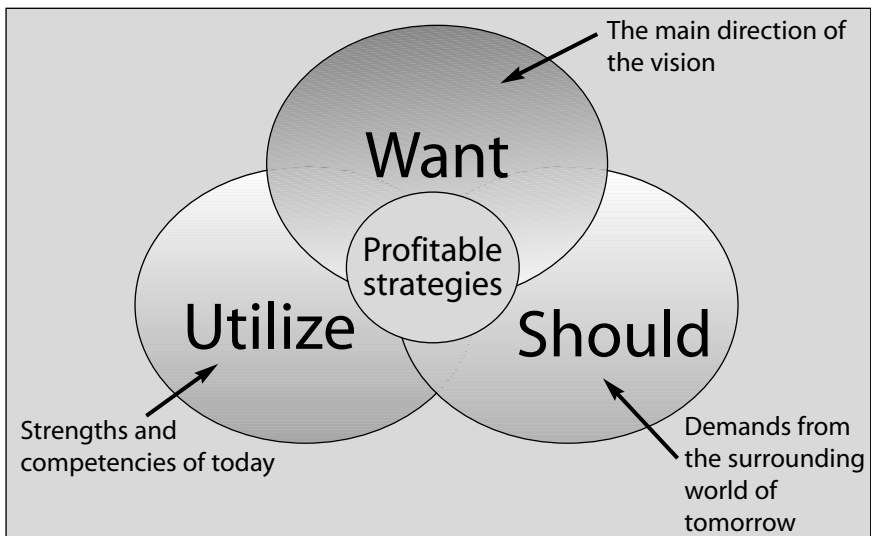 The main direction of
the vision
Want
Profitable
strategies
Utilize
Should
Strengths and
competencies of today
Demands from
the surrounding
world of
tomorrow